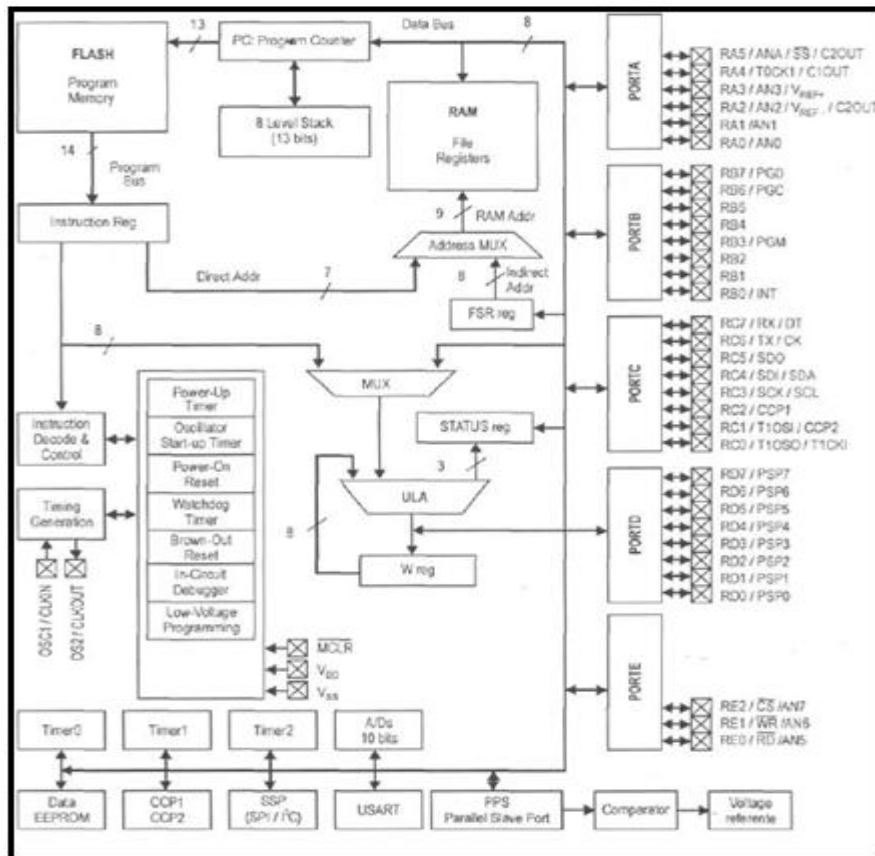 13
Data Bus
8
FLASH
Program
Memory
PC: Program Counter
8 Level Stack
(13 bits)
RAM
File
Registers
14
Program
Bus
Instruction Reg
9
RAM Addr
Address MUX
Direct Addr
7
8
Indirect
Addr
FSR reg
8
MUX
STATUS reg
3
ULA
8
W reg
Instruction
Decode &
Control
Timing
Generation
OSC1 / CLKIN
OS2 / CLKOUT
Power-Up
Timer
Oscillator
Start-up Timer
Power-On
Reset
Watchdog
Timer
Brown-Out
Reset
In-Circuit
Debugger
Low-Voltage
Programming
MCLR
VDD
VSS
PORTA
RA5 / ANA / SS / C2OUT
RA4 / T0CK1 / C1OUT
RA3 / AN3 / VREF+
RA2 / AN2 / VREF- / C2OUT
RA1 /AN1
RA0 / AN0
PORTB
RB7 / PGD
RB6 / PGC
RB5
RB4
RB3 / PGM
RB2
RB1
RB0 / INT
PORTC
RC7 / RX / DT
RC6 / TX / CK
RC5 / SDO
RC4 / SDI / SDA
RC3 / SCK / SCL
RC2 / CCP1
RC1 / T1OSI / CCP2
RC0 / T1OSO / T1CKI
PORTD
RD7 / PSP7
RD6 / PSP6
RD5 / PSP5
RD4 / PSP4
RD3 / PSP3
RD2 / PSP2
RD1 / PSP1
RD0 / PSP0
PORTE
RE2 / CS /AN7
RE1 / WR /AN6
RE0 / RD /AN5
Timer0
Timer1
Timer2
A/Ds
10 bits
Data
EEPROM
CCP1
CCP2
SSP
(SPI / I²C)
USART
PPS
Parallel Slave Port
Comparator
Voltage
referente